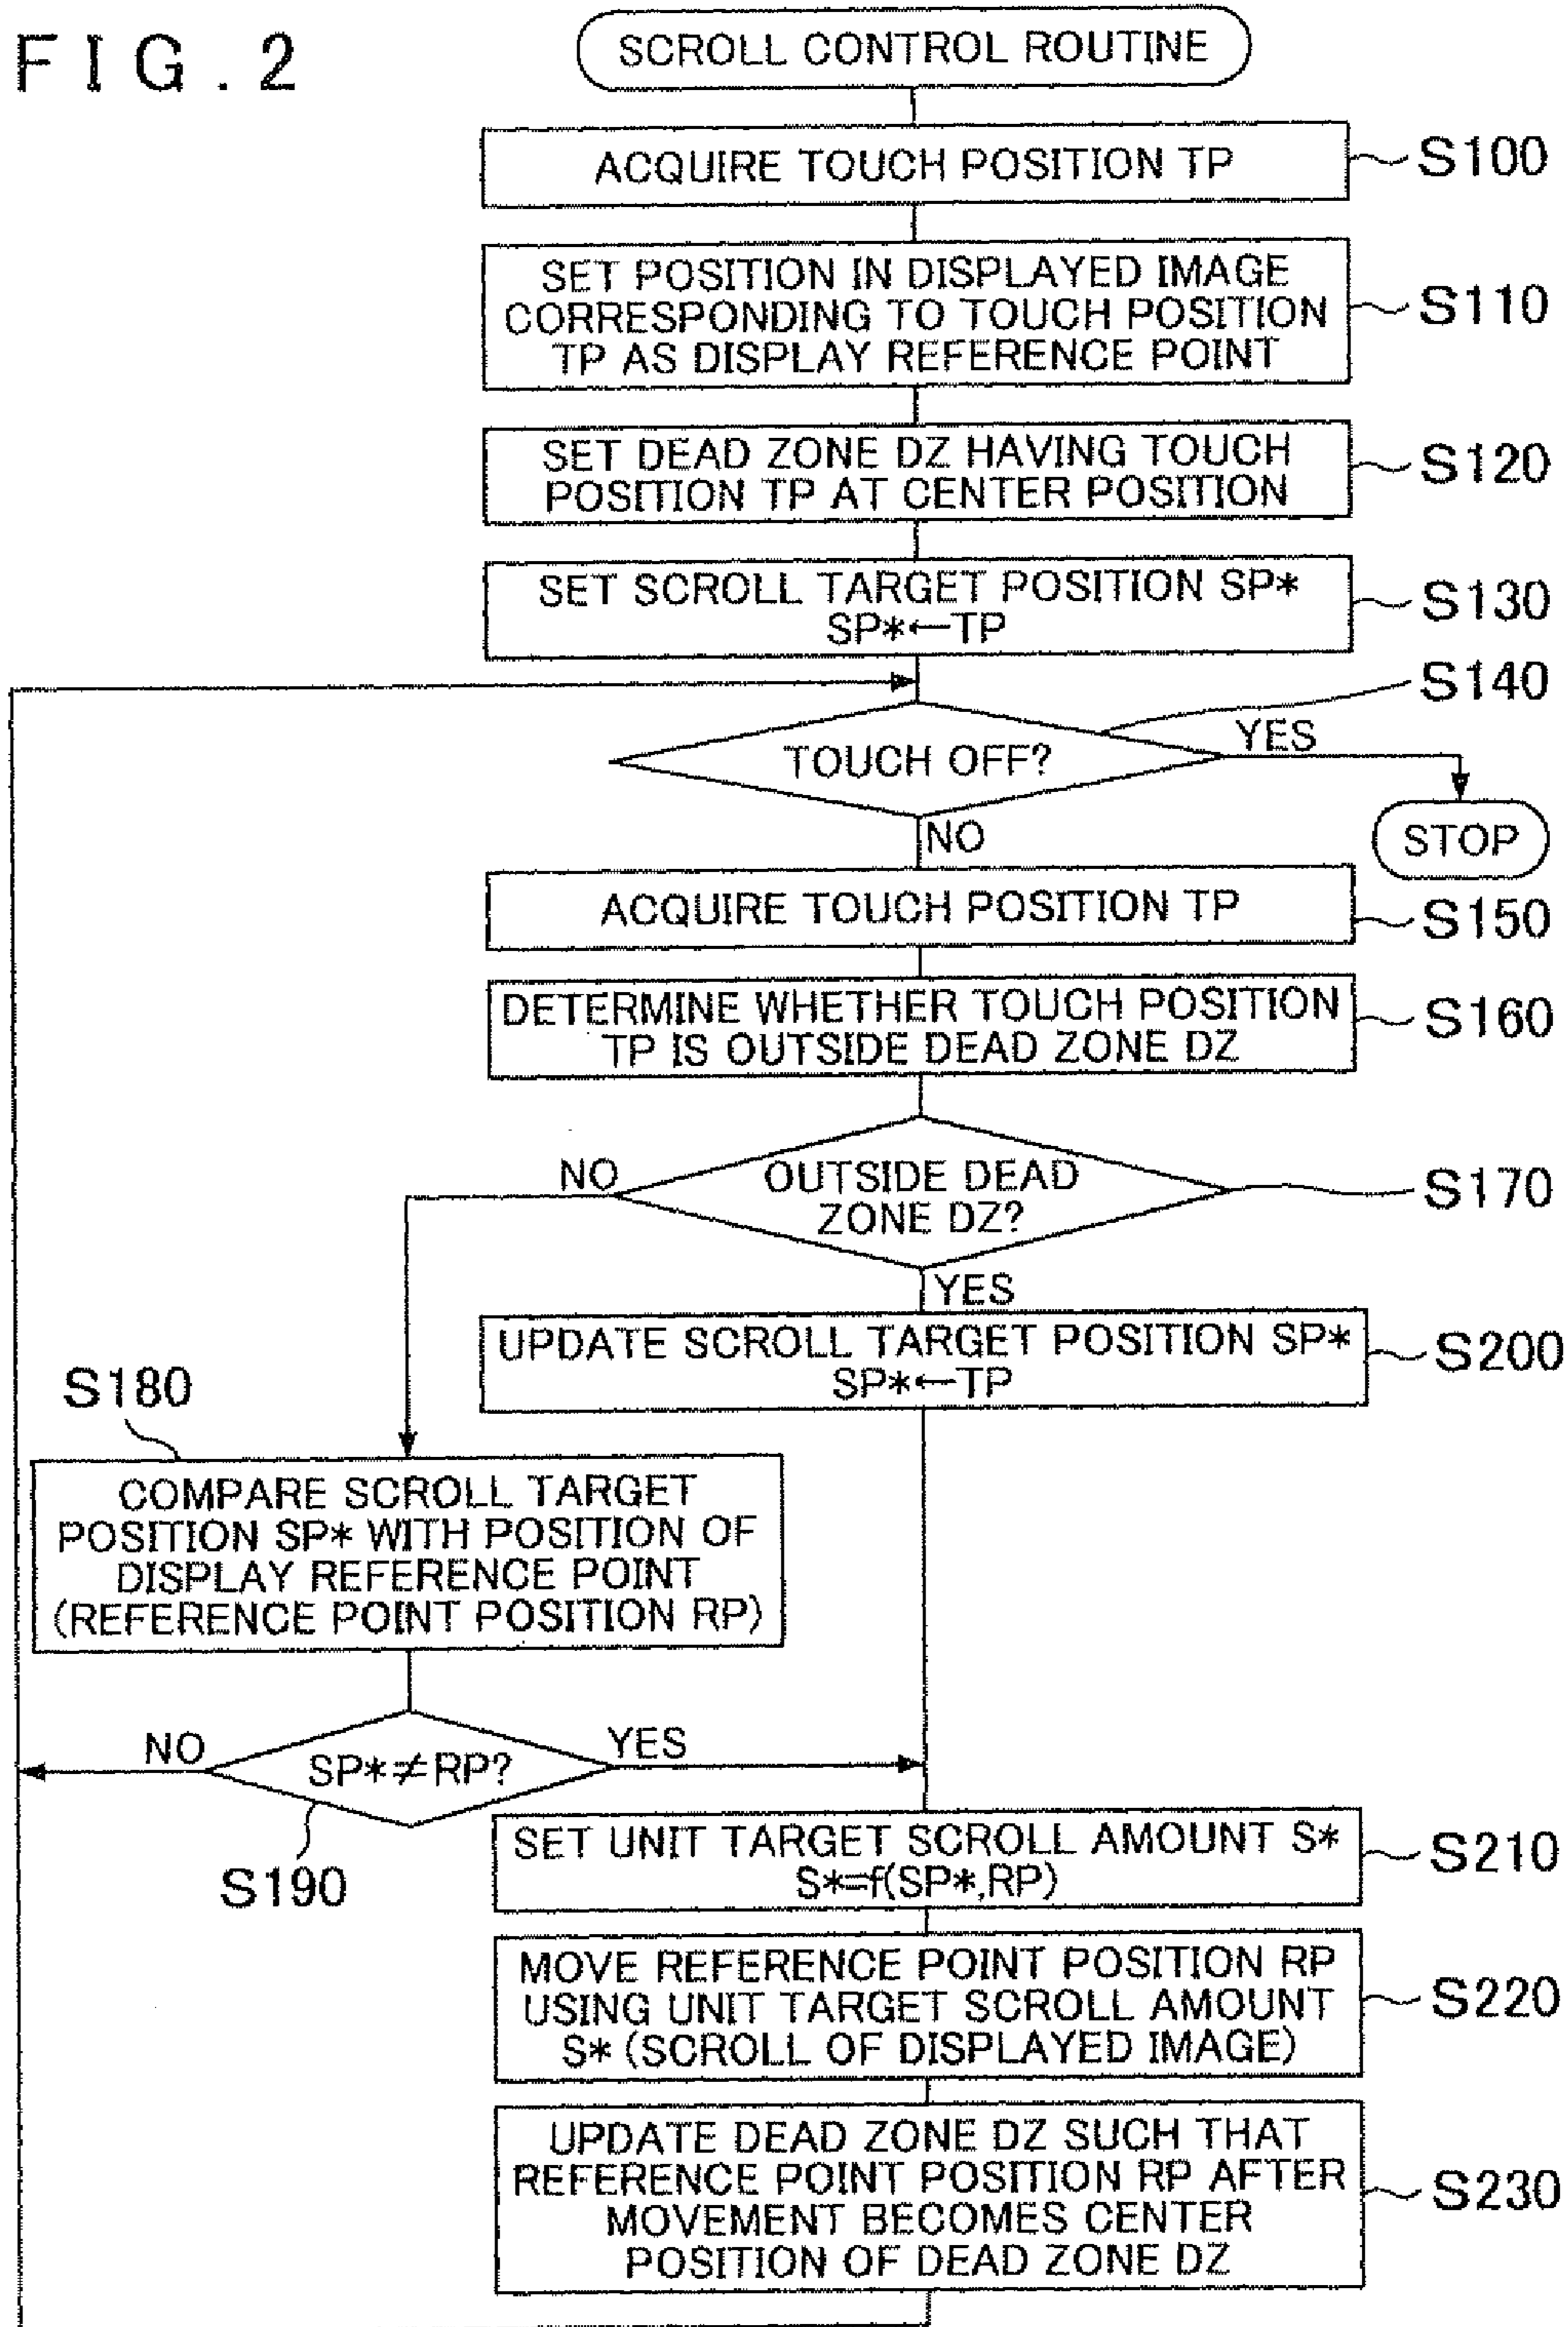 FIG.2
SCROLL CONTROL ROUTINE
ACQUIRE TOUCH POSITION TP
S100
SET POSITION IN DISPLAYED IMAGE
CORRESPONDING TO TOUCH POSITION
TP AS DISPLAY REFERENCE POINT
S110
SET DEAD ZONE DZ HAVING TOUCH
POSITION TP AT CENTER POSITION
S120
SET SCROLL TARGET POSITION SP*
SP*←TP
S130
S140
TOUCH OFF?
YES
STOP
NO
ACQUIRE TOUCH POSITION TP
S150
DETERMINE WHETHER TOUCH POSITION
TP IS OUTSIDE DEAD ZONE DZ
S160
NO
OUTSIDE DEAD
ZONE DZ?
S170
YES
UPDATE SCROLL TARGET POSITION SP*
SP*←TP
S200
S180
COMPARE SCROLL TARGET
POSITION SP* WITH POSITION OF
DISPLAY REFERENCE POINT
(REFERENCE POINT POSITION RP)
NO
SP*≠RP?
YES
S190
SET UNIT TARGET SCROLL AMOUNT S*
S*=f(SP*,RP)
S210
MOVE REFERENCE POINT POSITION RP
USING UNIT TARGET SCROLL AMOUNT
S* (SCROLL OF DISPLAYED IMAGE)
S220
UPDATE DEAD ZONE DZ SUCH THAT
REFERENCE POINT POSITION RP AFTER
MOVEMENT BECOMES CENTER
POSITION OF DEAD ZONE DZ
S230